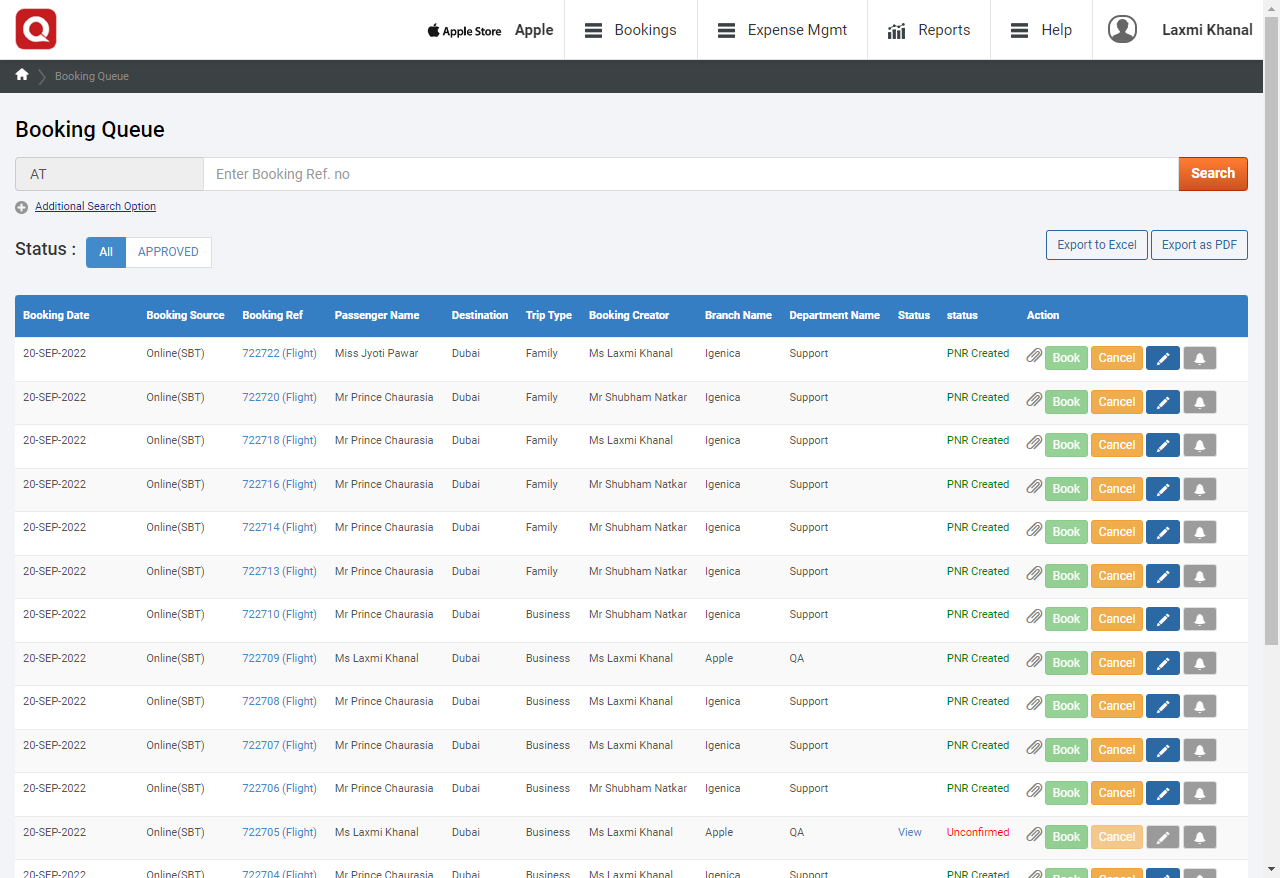 Apple Store Apple Bookings Expense Mgmt Reports Help Laxmi Khanal
Booking Queue
Booking Queue
AT Enter Booking Ref. no Search
Additional Search Option
Status : All APPROVED Export to Excel Export as PDF
Booking Date Booking Source Booking Ref Passenger Name Destination Trip Type Booking Creator Branch Name Department Name Status status Action
20-SEP-2022 Online(SBT) 722722 (Flight) Miss Jyoti Pawar Dubai Family Ms Laxmi Khanal Igenica Support PNR Created Book Cancel
20-SEP-2022 Online(SBT) 722720 (Flight) Mr Prince Chaurasia Dubai Family Mr Shubham Natkar Igenica Support PNR Created Book Cancel
20-SEP-2022 Online(SBT) 722718 (Flight) Mr Prince Chaurasia Dubai Family Ms Laxmi Khanal Igenica Support PNR Created Book Cancel
20-SEP-2022 Online(SBT) 722716 (Flight) Mr Prince Chaurasia Dubai Family Mr Shubham Natkar Igenica Support PNR Created Book Cancel
20-SEP-2022 Online(SBT) 722714 (Flight) Mr Prince Chaurasia Dubai Family Mr Shubham Natkar Igenica Support PNR Created Book Cancel
20-SEP-2022 Online(SBT) 722713 (Flight) Mr Prince Chaurasia Dubai Family Mr Shubham Natkar Igenica Support PNR Created Book Cancel
20-SEP-2022 Online(SBT) 722710 (Flight) Mr Prince Chaurasia Dubai Business Mr Shubham Natkar Igenica Support PNR Created Book Cancel
20-SEP-2022 Online(SBT) 722709 (Flight) Ms Laxmi Khanal Dubai Business Ms Laxmi Khanal Apple QA PNR Created Book Cancel
20-SEP-2022 Online(SBT) 722708 (Flight) Mr Prince Chaurasia Dubai Business Ms Laxmi Khanal Igenica Support PNR Created Book Cancel
20-SEP-2022 Online(SBT) 722707 (Flight) Mr Prince Chaurasia Dubai Business Ms Laxmi Khanal Igenica Support PNR Created Book Cancel
20-SEP-2022 Online(SBT) 722706 (Flight) Mr Prince Chaurasia Dubai Business Mr Shubham Natkar Igenica Support PNR Created Book Cancel
20-SEP-2022 Online(SBT) 722705 (Flight) Ms Laxmi Khanal Dubai Business Ms Laxmi Khanal Apple QA View Unconfirmed Book Cancel
20-SEP-2022 Online(SBT) 722704 (Flight) Mr Prince Chaurasia Dubai Business Ms Laxmi Khanal Igenica Support PNR Created Book Cancel